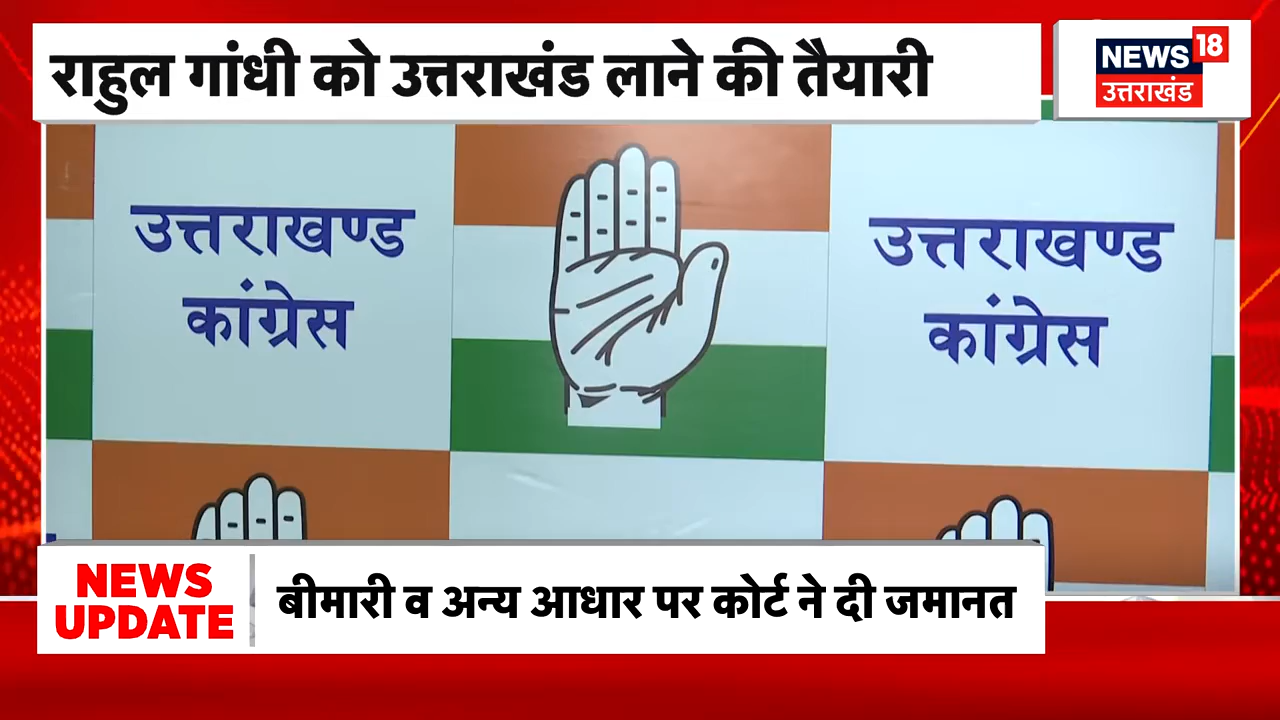 राहुल गांधी को उत्तराखंड लाने की तैयारी
NEWS 18
उत्तराखंड
उत्तराखण्ड
कांग्रेस
उत्तराखण्ड
कांग्रेस
NEWS
UPDATE
बीमारी व अन्य आधार पर कोर्ट ने दी जमानत